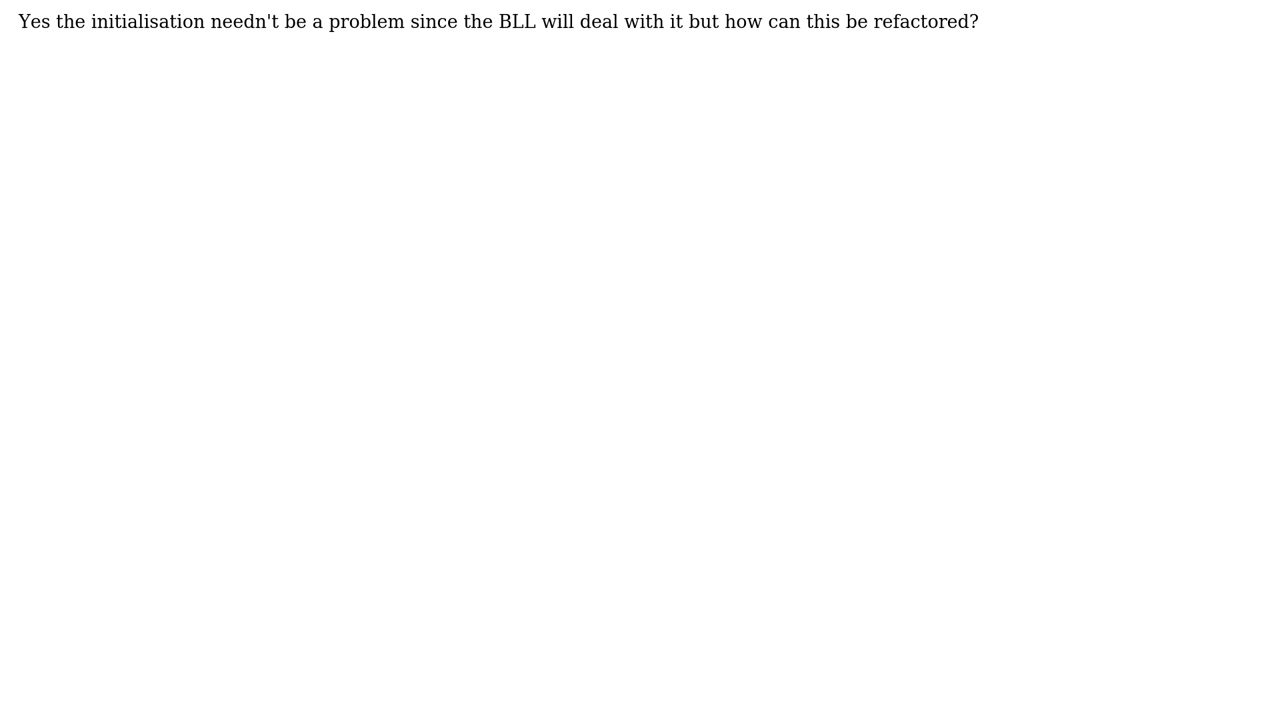 Yes the initialisation needn't be a problem since the BLL will deal with it but how can this be refactored?